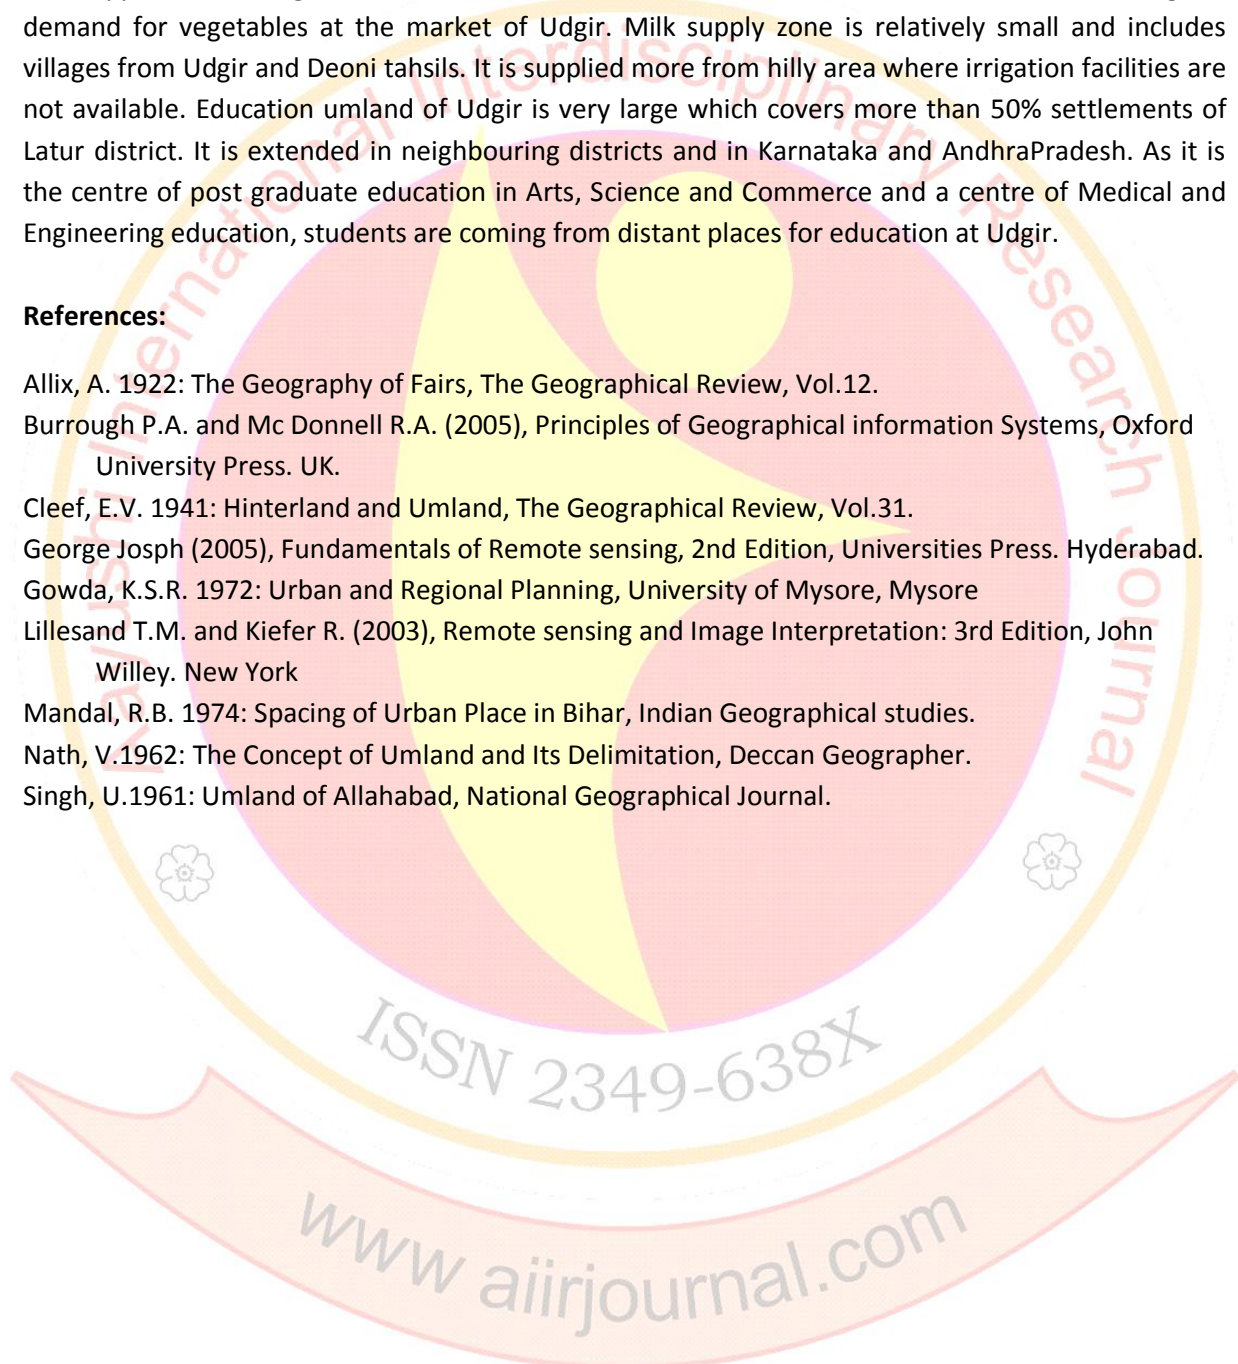 demand for vegetables at the market of Udgir. Milk supply zone is relatively small and includes
villages from Udgir and Deoni tahsils. It is supplied more from hilly area where irrigation facilities are
not available. Education umland of Udgir is very large which covers more than 50% settlements of
Latur district. It is extended in neighbouring districts and in Karnataka and AndhraPradesh. As it is
the centre of post graduate education in Arts, Science and Commerce and a centre of Medical and
Engineering education, students are coming from distant places for education at Udgir.
References:
Allix, A. 1922: The Geography of Fairs, The Geographical Review, Vol.12.
Burrough P.A. and Mc Donnell R.A. (2005), Principles of Geographical information Systems, Oxford
University Press. UK.
Cleef, E.V. 1941: Hinterland and Umland, The Geographical Review, Vol.31.
George Josph (2005), Fundamentals of Remote sensing, 2nd Edition, Universities Press. Hyderabad.
Gowda, K.S.R. 1972: Urban and Regional Planning, University of Mysore, Mysore
Lillesand T.M. and Kiefer R. (2003), Remote sensing and Image Interpretation: 3rd Edition, John
Willey. New York
Mandal, R.B. 1974: Spacing of Urban Place in Bihar, Indian Geographical studies.
Nath, V.1962: The Concept of Umland and Its Delimitation, Deccan Geographer.
Singh, U.1961: Umland of Allahabad, National Geographical Journal.
Aayushi International Interdisciplinary Research Journal
ISSN 2349-638X
www aiirjournal.com